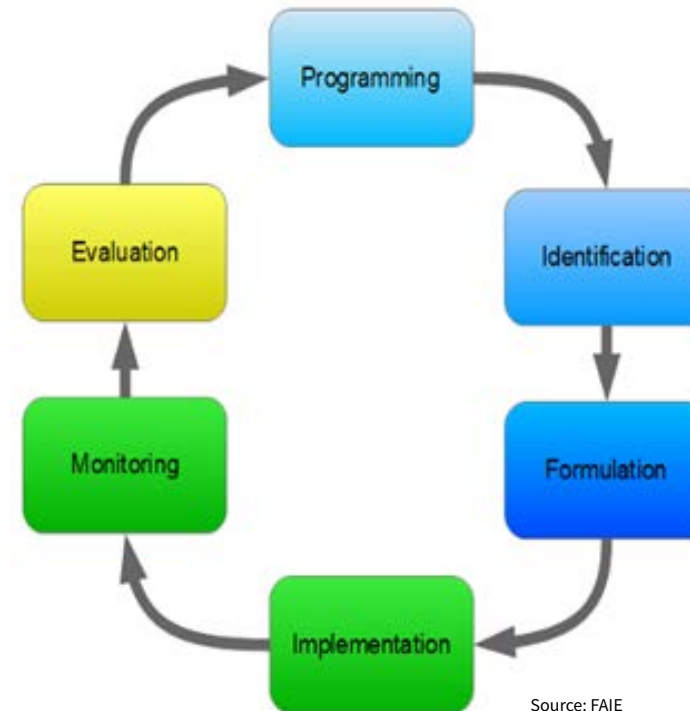 Programming
Identification
Formulation
Implementation
Monitoring
Evaluation
Source: FAIE